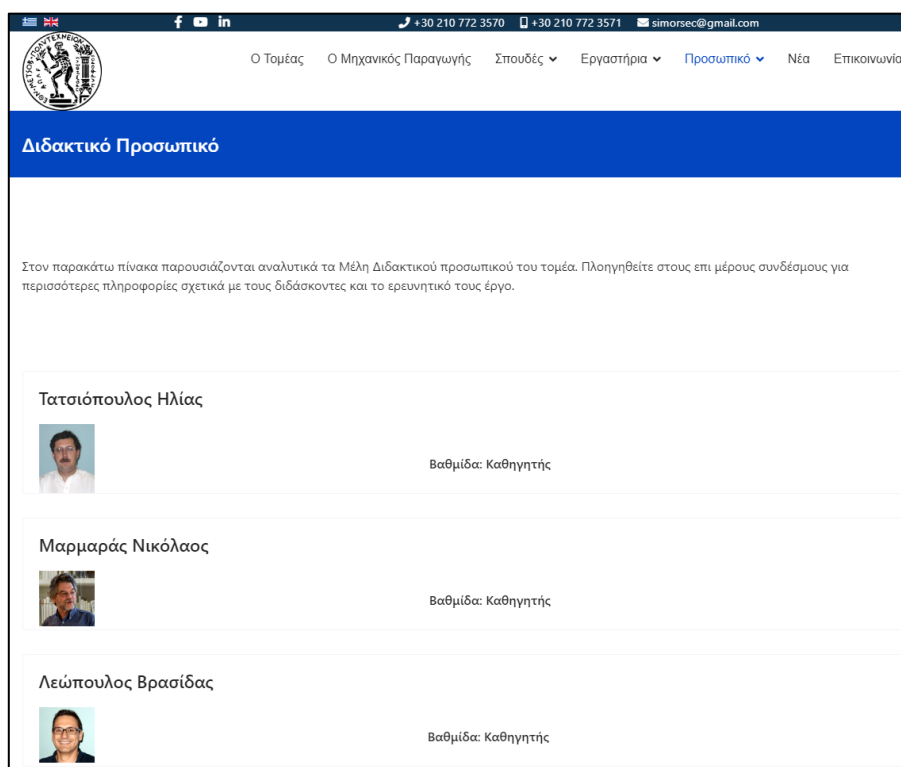 +30 210 772 3570 +30 210 772 3571 simorsec@gmail.com
Ο Τομέας Ο Μηχανικός Παραγωγής Σπουδές Εργαστήρια Προσωπικό Νέα Επικοινωνία
Διδακτικό Προσωπικό
Στον παρακάτω πίνακα παρουσιάζονται αναλυτικά τα Μέλη Διδακτικού προσωπικού του τομέα. Πλοηγηθείτε στους επι μέρους συνδέσμους για
περισσότερες πληροφορίες σχετικά με τους διδάσκοντες και το ερευνητικό τους έργο.
Τατσιόπουλος Ηλίας
Βαθμίδα: Καθηγητής
Μαρμαράς Νικόλαος
Βαθμίδα: Καθηγητής
Λεώπουλος Βρασίδας
Βαθμίδα: Καθηγητής